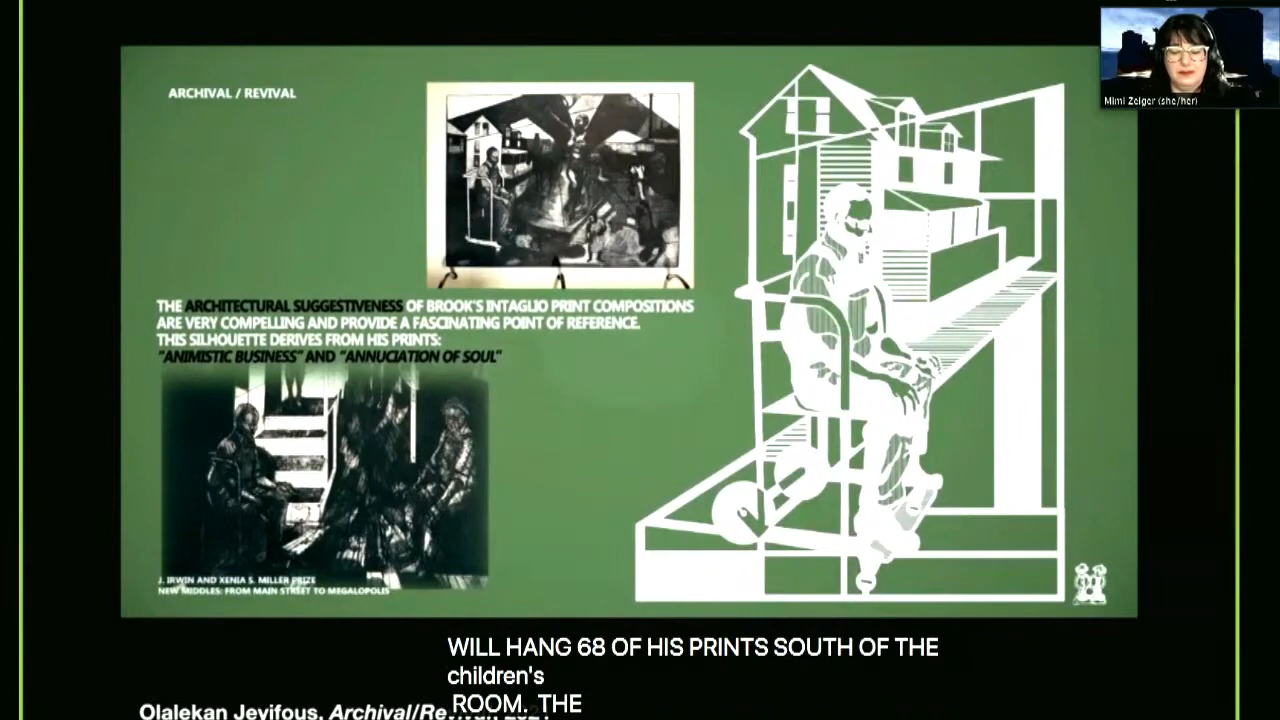 Mimi Zeiger (she/her)
ARCHIVAL / REVIVAL
THE ARCHITECTURAL SUGGESTIVENESS OF BROOK'S INTAGLIO PRINT COMPOSITIONS
ARE VERY COMPELLING AND PROVIDE A FASCINATING POINT OF REFERENCE.
THIS SILHOUETTE DERIVES FROM HIS PRINTS:
"ANIMISTIC BUSINESS" AND "ANNUCIATION OF SOUL"
J. IRWIN AND XENIA S. MILLER PRIZE
NEW MIDDLES: FROM MAIN STREET TO MEGALOPOLIS
WILL HANG 68 OF HIS PRINTS SOUTH OF THE
children's
ROOM. THE
Olalekan Jeyifous, Archival/Revival, 2021